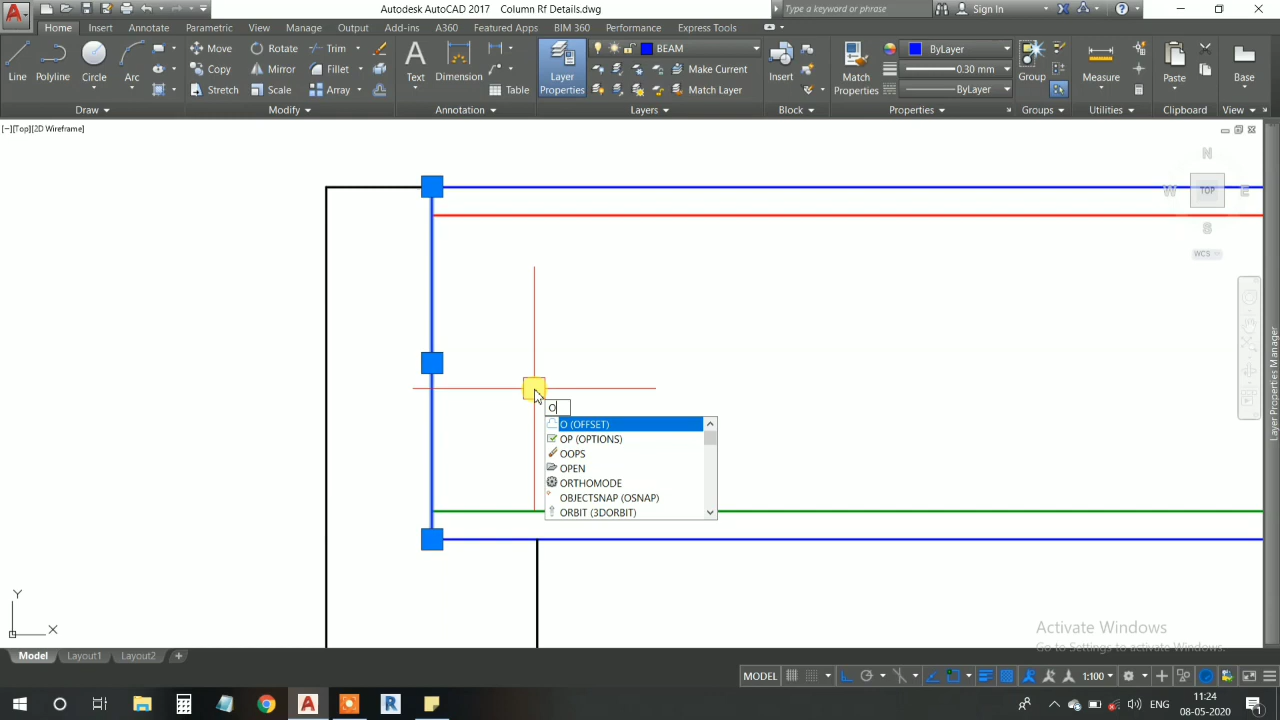 Autodesk AutoCAD 2017 Column Rf Details.dwg
Type a keyword or phrase
Sign In
Home Insert Annotate Parametric View Manage Output Add-ins A360 Featured Apps BIM 360 Performance Express Tools
Line Polyline Circle Arc
Move Rotate Trim
Copy Mirror Fillet
Stretch Scale Array
Text Dimension
Table
Layer Properties
BEAM
Make Current
Match Layer
Insert
Match Properties
ByLayer
0.30 mm
ByLayer
Group
Measure
Paste
Base
Draw Modify Annotation Layers Block Properties Groups Utilities Clipboard View
[−][Top][2D Wireframe]
N
W TOP E
S
WCS
O
O (OFFSET)
OP (OPTIONS)
OOPS
OPEN
ORTHOMODE
OBJECTSNAP (OSNAP)
ORBIT (3DORBIT)
Layer Properties Manager
Y
X
Activate Windows
Go to Settings to activate Windows.
Model Layout1 Layout2 +
MODEL 1:100
A R
ENG
11:24
08-05-2020
1